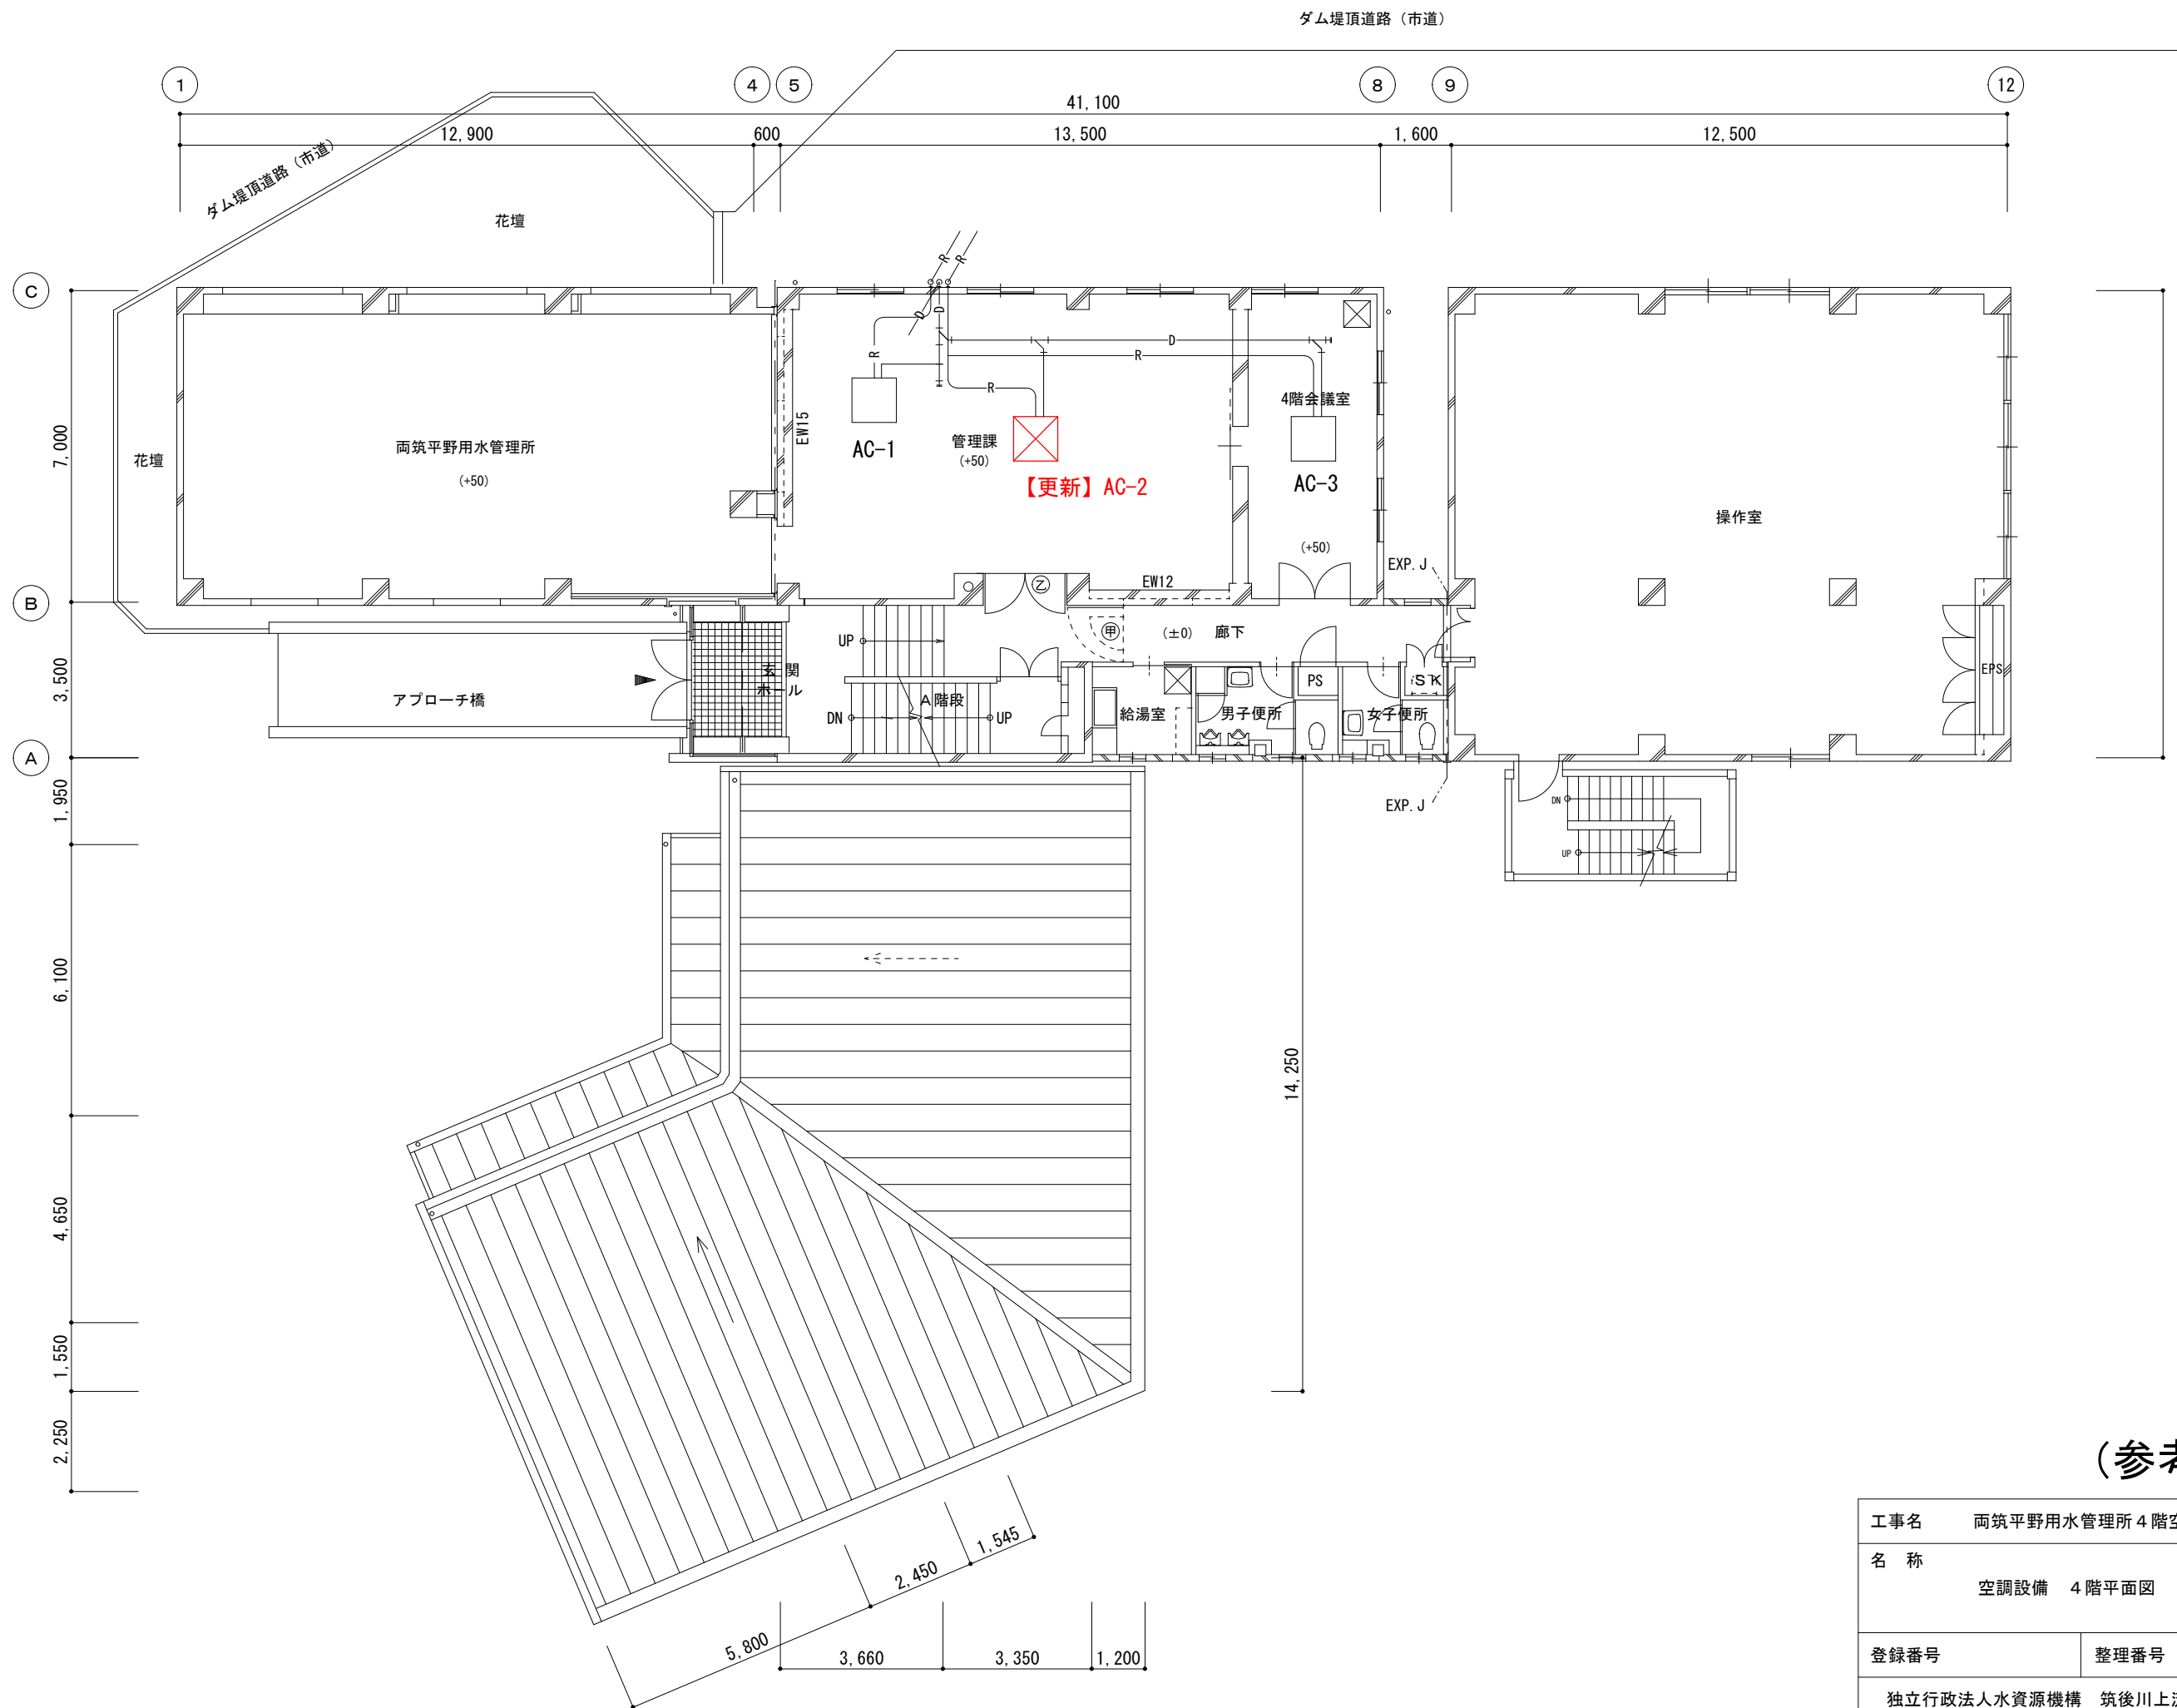 ダム堤頂道路（市道）
1
4
5
8
9
12
41,100
12,900
600
13,500
1,600
12,500
ダム堤頂道路（市道）
花壇
R
R
C
D
D
R
D
R
R
4階会議室
7,000
花壇
両筑平野用水管理所
(+50)
EW15
AC-1
管理課
(+50)
【更新】AC-2
AC-3
(+50)
操作室
EXP.J
EW12
乙
B
甲
(±0)
廊下
UP
3,500
アプローチ橋
玄関
ホール
A階段
DN
UP
給湯室
男子便所
PS
女子便所
SK
EPS
A
1,950
EXP.J
DN
UP
6,100
14,250
4,650
1,550
2,250
1,545
2,450
5,800
3,660
3,350
1,200
（参
工事名
両筑平野用水管理所４階
名　称
空調設備　４階平面図
登録番号
整理番号
独立行政法人水資源機構　筑後川上